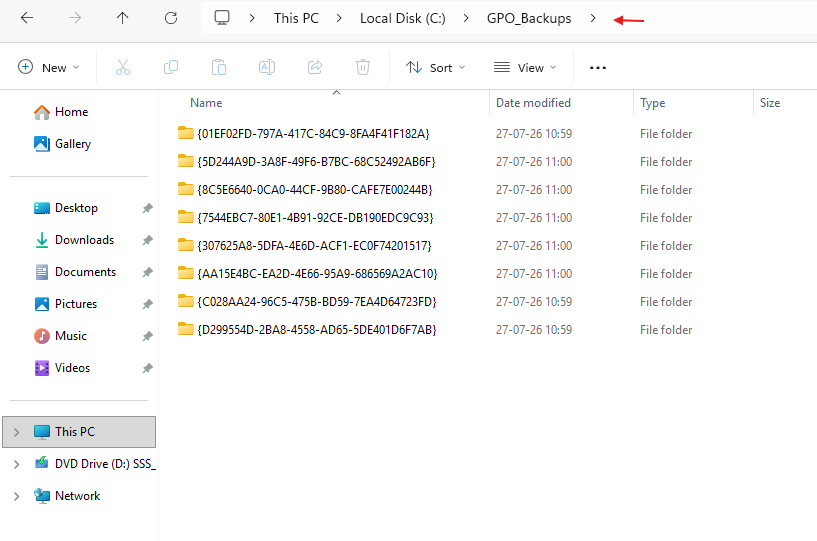 This PC > Local Disk (C:) > GPO_Backups >
New Sort View ...
Name Date modified Type Size
Home
Gallery
Desktop
Downloads
Documents
Pictures
Music
Videos
This PC
DVD Drive (D:) SSS_
Network
{01EF02FD-797A-417C-84C9-8FA4F41F182A} 27-07-26 10:59 File folder
{5D244A9D-3A8F-49F6-B7BC-68C52492AB6F} 27-07-26 11:00 File folder
{8C5E6640-0CA0-44CF-9B80-CAFE7E00244B} 27-07-26 11:00 File folder
{7544EBC7-80E1-4B91-92CE-DB190EDC9C93} 27-07-26 11:00 File folder
{307625A8-5DFA-4E6D-ACF1-EC0F74201517} 27-07-26 11:00 File folder
{AA15E4BC-EA2D-4E66-95A9-686569A2AC10} 27-07-26 11:00 File folder
{C028AA24-96C5-475B-BD59-7EA4D64723FD} 27-07-26 10:59 File folder
{D299554D-2BA8-4558-AD65-5DE401D6F7AB} 27-07-26 10:59 File folder